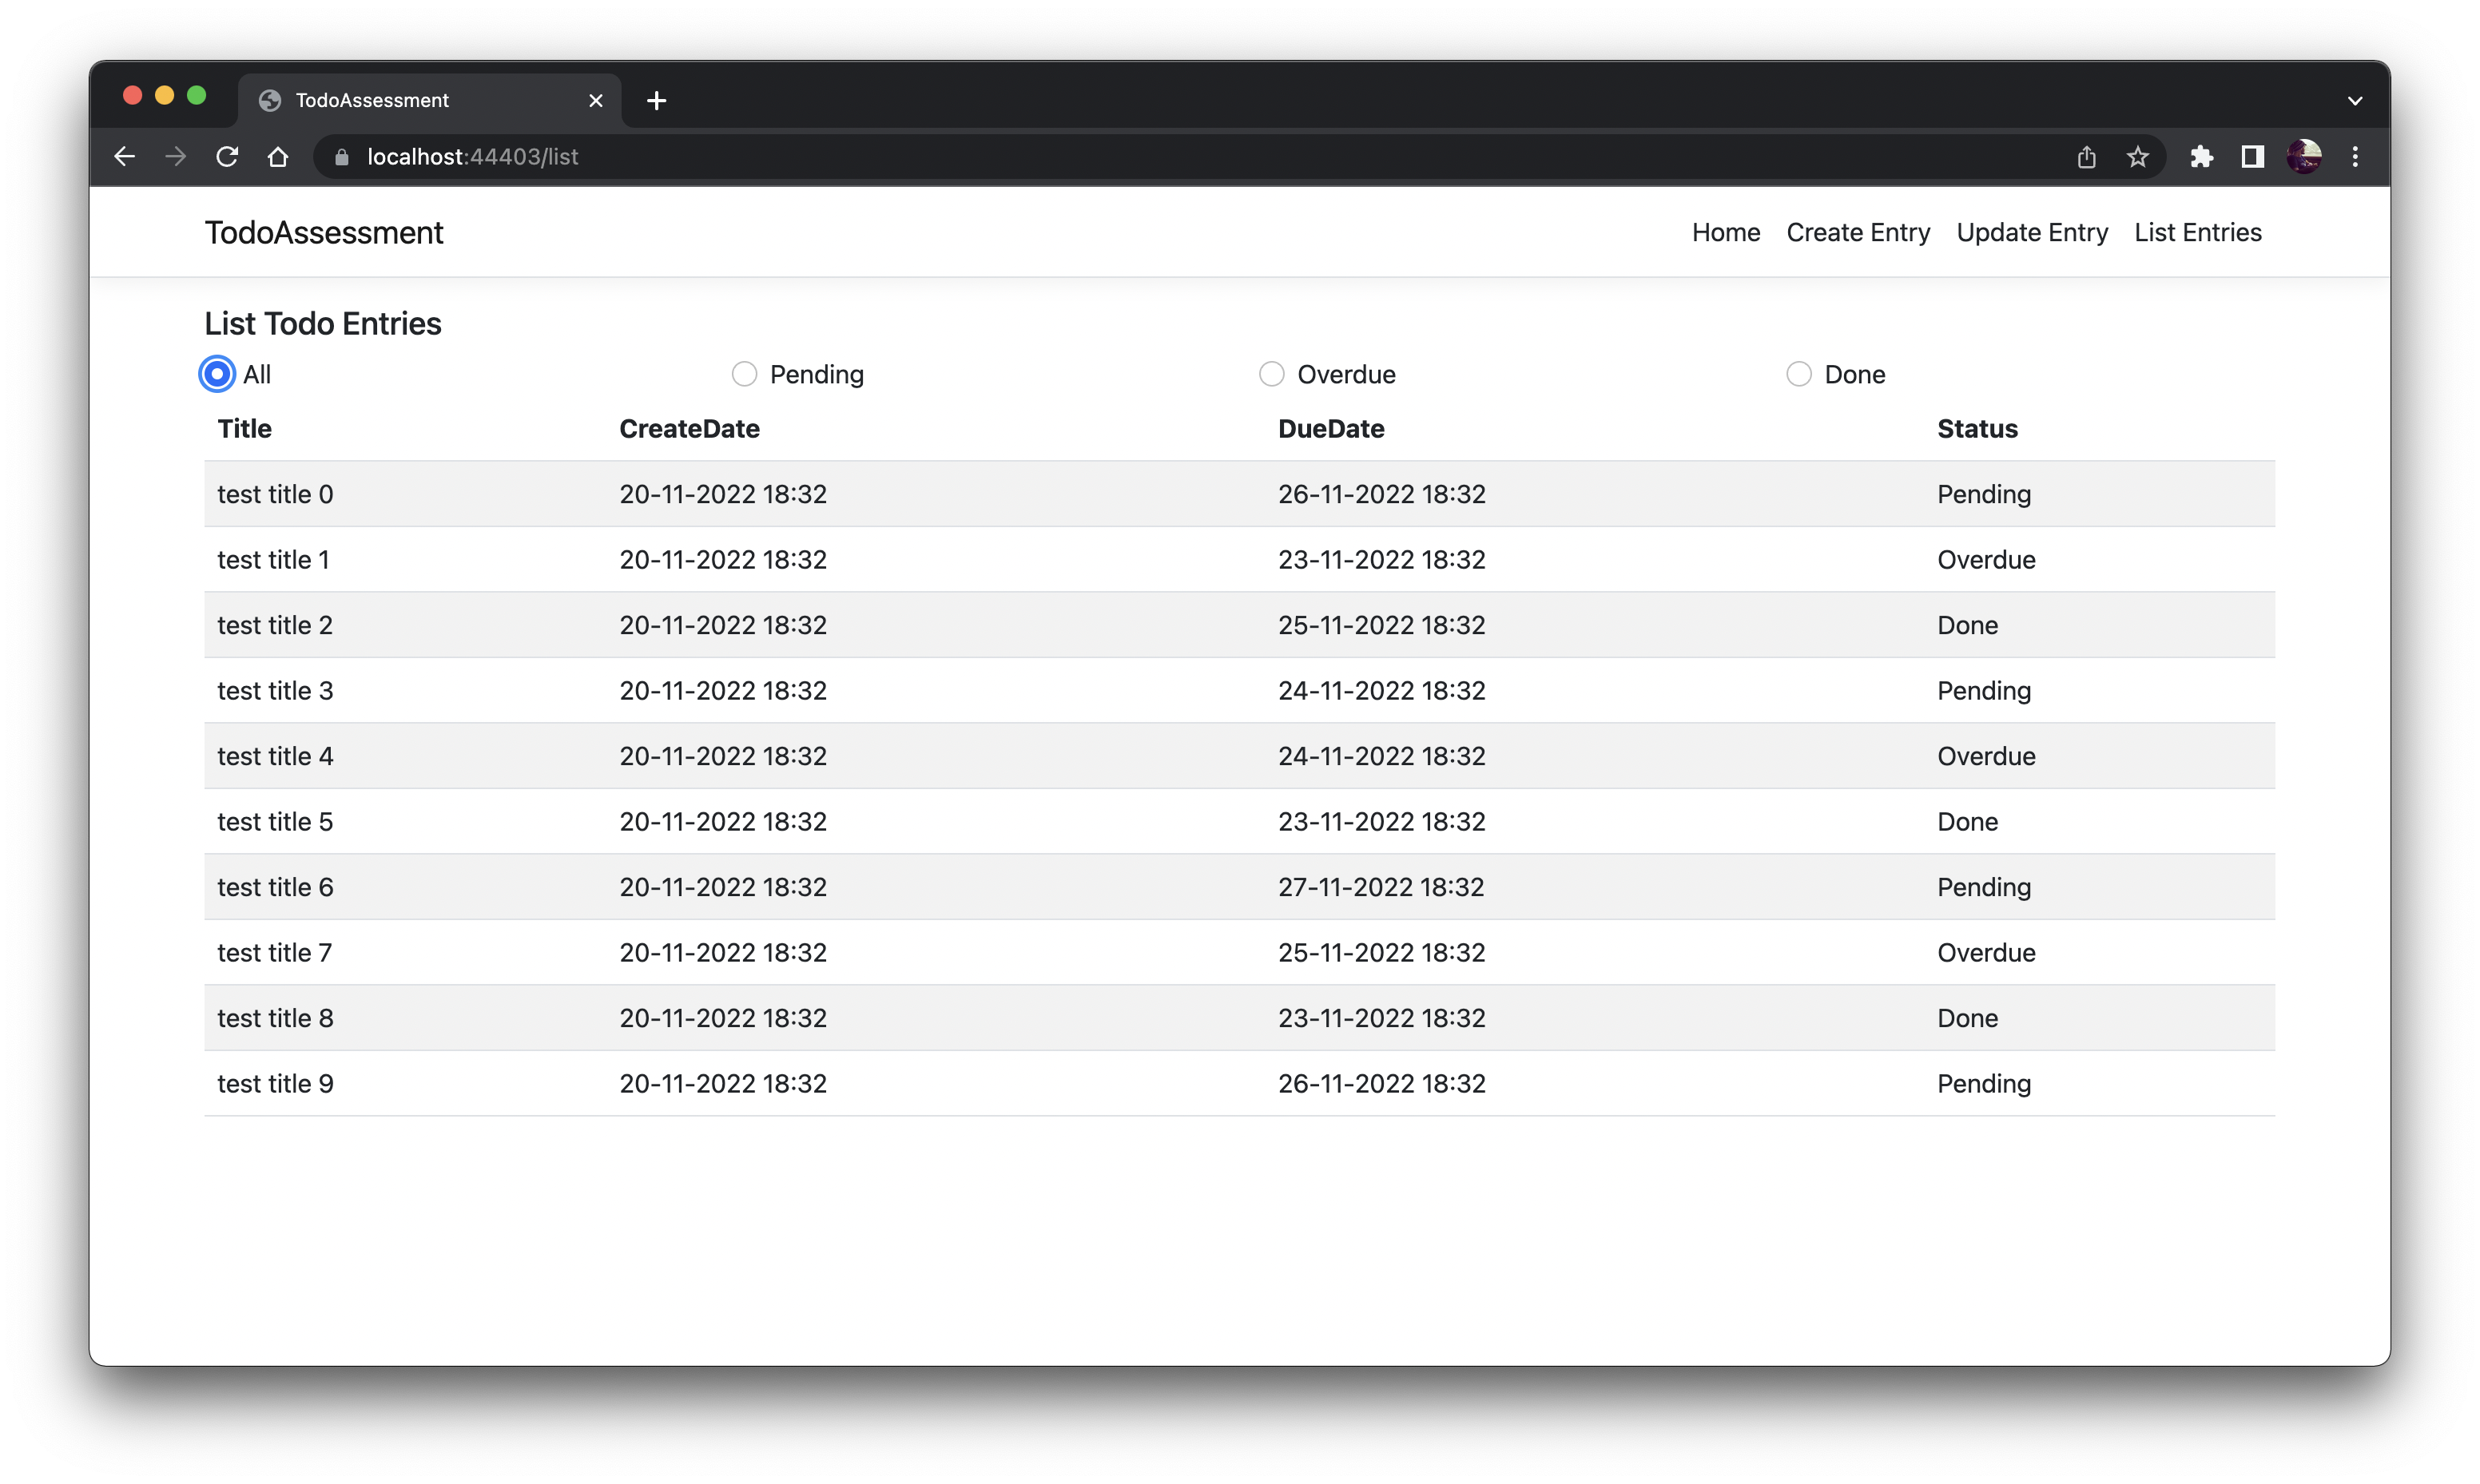 TodoAssessment
localhost:44403/list
TodoAssessment Home Create Entry Update Entry List Entries
List Todo Entries
All Pending Overdue Done
Title CreateDate DueDate Status
test title 0 20-11-2022 18:32 26-11-2022 18:32 Pending
test title 1 20-11-2022 18:32 23-11-2022 18:32 Overdue
test title 2 20-11-2022 18:32 25-11-2022 18:32 Done
test title 3 20-11-2022 18:32 24-11-2022 18:32 Pending
test title 4 20-11-2022 18:32 24-11-2022 18:32 Overdue
test title 5 20-11-2022 18:32 23-11-2022 18:32 Done
test title 6 20-11-2022 18:32 27-11-2022 18:32 Pending
test title 7 20-11-2022 18:32 25-11-2022 18:32 Overdue
test title 8 20-11-2022 18:32 23-11-2022 18:32 Done
test title 9 20-11-2022 18:32 26-11-2022 18:32 Pending